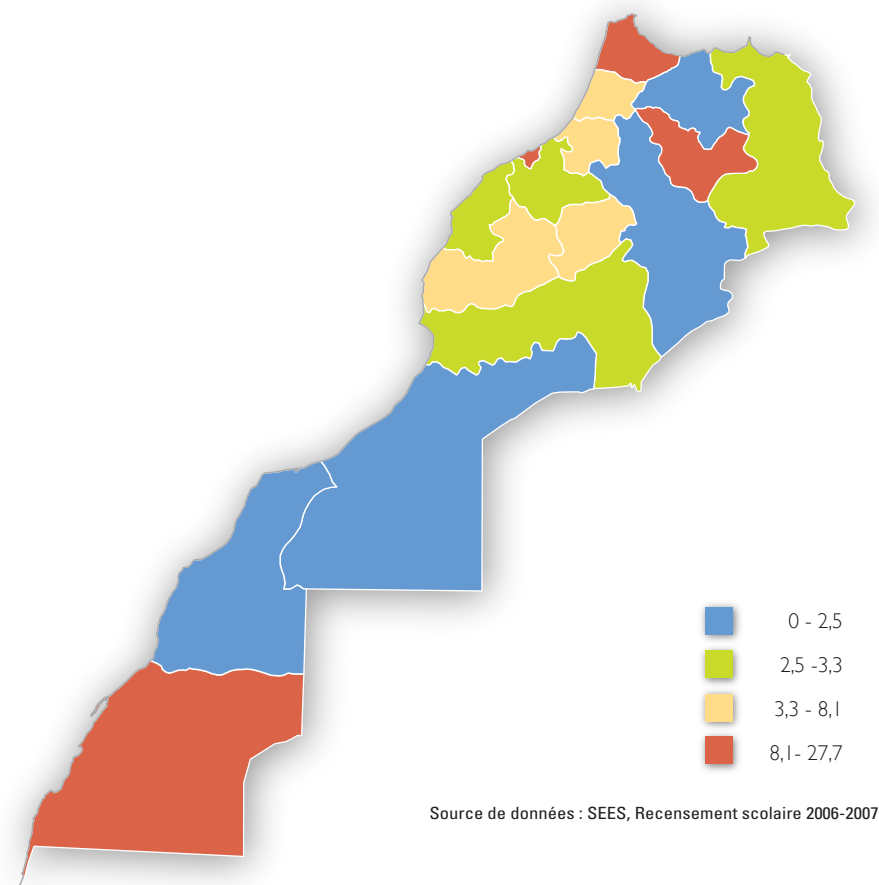 0 - 2,5
2,5 -3,3
3,3 - 8,1
8,1- 27,7
Source de données : SEES, Recensement scolaire 2006-2007